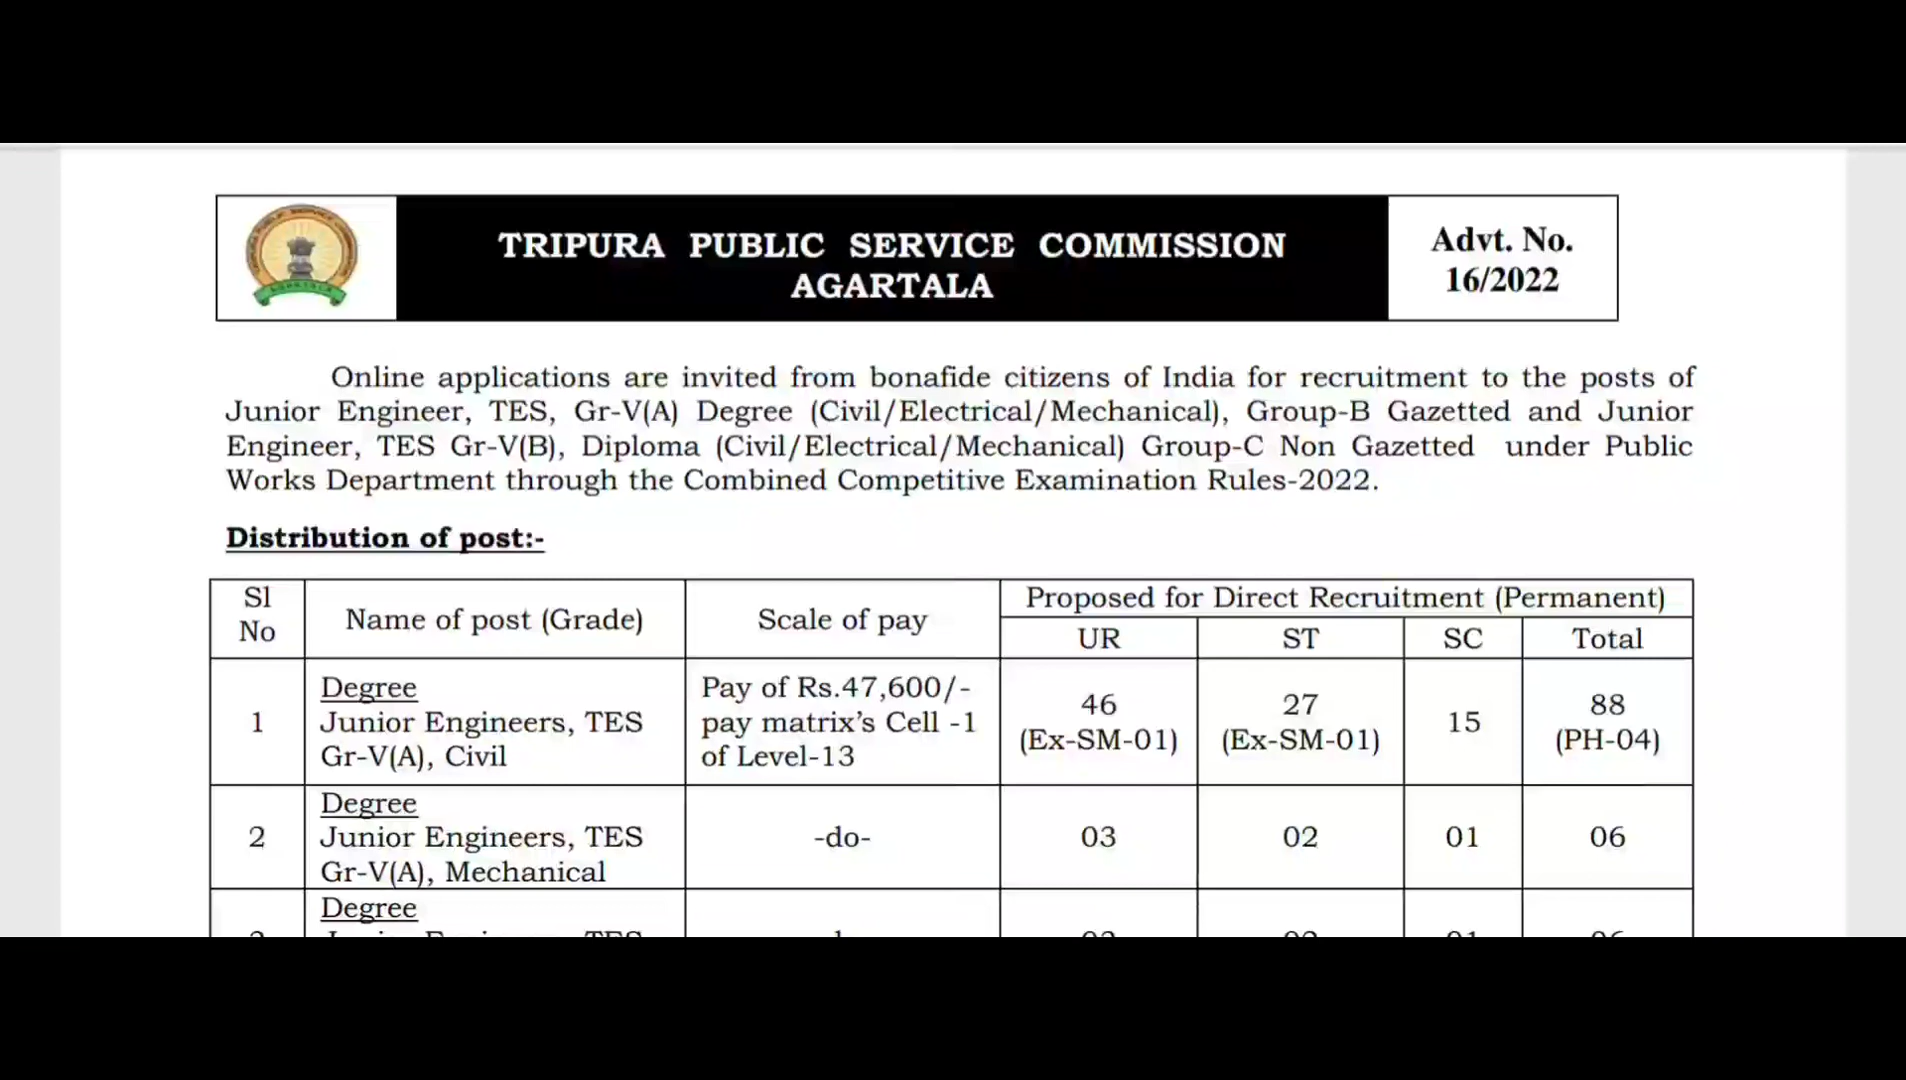 TRIPURA PUBLIC SERVICE COMMISSION
AGARTALA
Advt. No.
16/2022
Online applications are invited from bonafide citizens of India for recruitment to the posts of
Junior Engineer, TES, Gr-V(A) Degree (Civil/Electrical/Mechanical), Group-B Gazetted and Junior
Engineer, TES Gr-V(B), Diploma (Civil/Electrical/Mechanical) Group-C Non Gazetted under Public
Works Department through the Combined Competitive Examination Rules-2022.
Distribution of post:-
Sl
No
Name of post (Grade)
Scale of pay
Proposed for Direct Recruitment (Permanent)
UR
ST
SC
Total
1
Degree
Junior Engineers, TES
Gr-V(A), Civil
Pay of Rs.47,600/-
pay matrix’s Cell -1
of Level-13
46
(Ex-SM-01)
27
(Ex-SM-01)
15
88
(PH-04)
2
Degree
Junior Engineers, TES
Gr-V(A), Mechanical
-do-
03
02
01
06
Degree